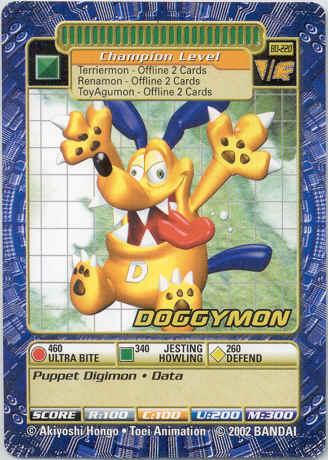 BO-220
Champion Level
Terriermon - Offline 2 Cards
Renamon - Offline 2 Cards
ToyAgumon - Offline 2 Cards
D
DOGGYMON
460 ULTRA BITE
340 JESTING HOWLING
260 DEFEND
Puppet Digimon • Data
SCORE R:100 C:100 U:200 M:300
© Akiyoshi Hongo • Toei Animation © 2002 BANDAI